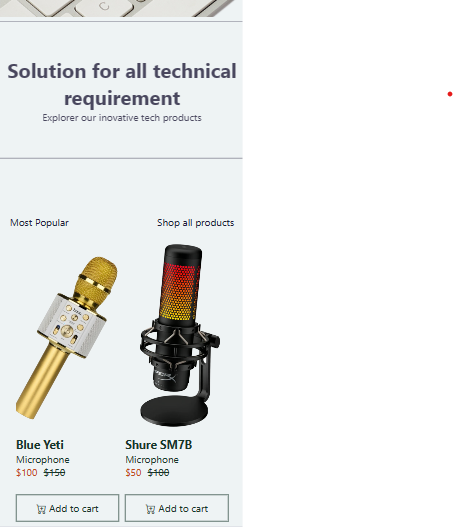 Solution for all technical
requirement
Explorer our inovative tech products
Most Popular
Shop all products
Blue Yeti
Shure SM7B
Microphone
Microphone
$100 $150
$50 $100
Add to cart
Add to cart